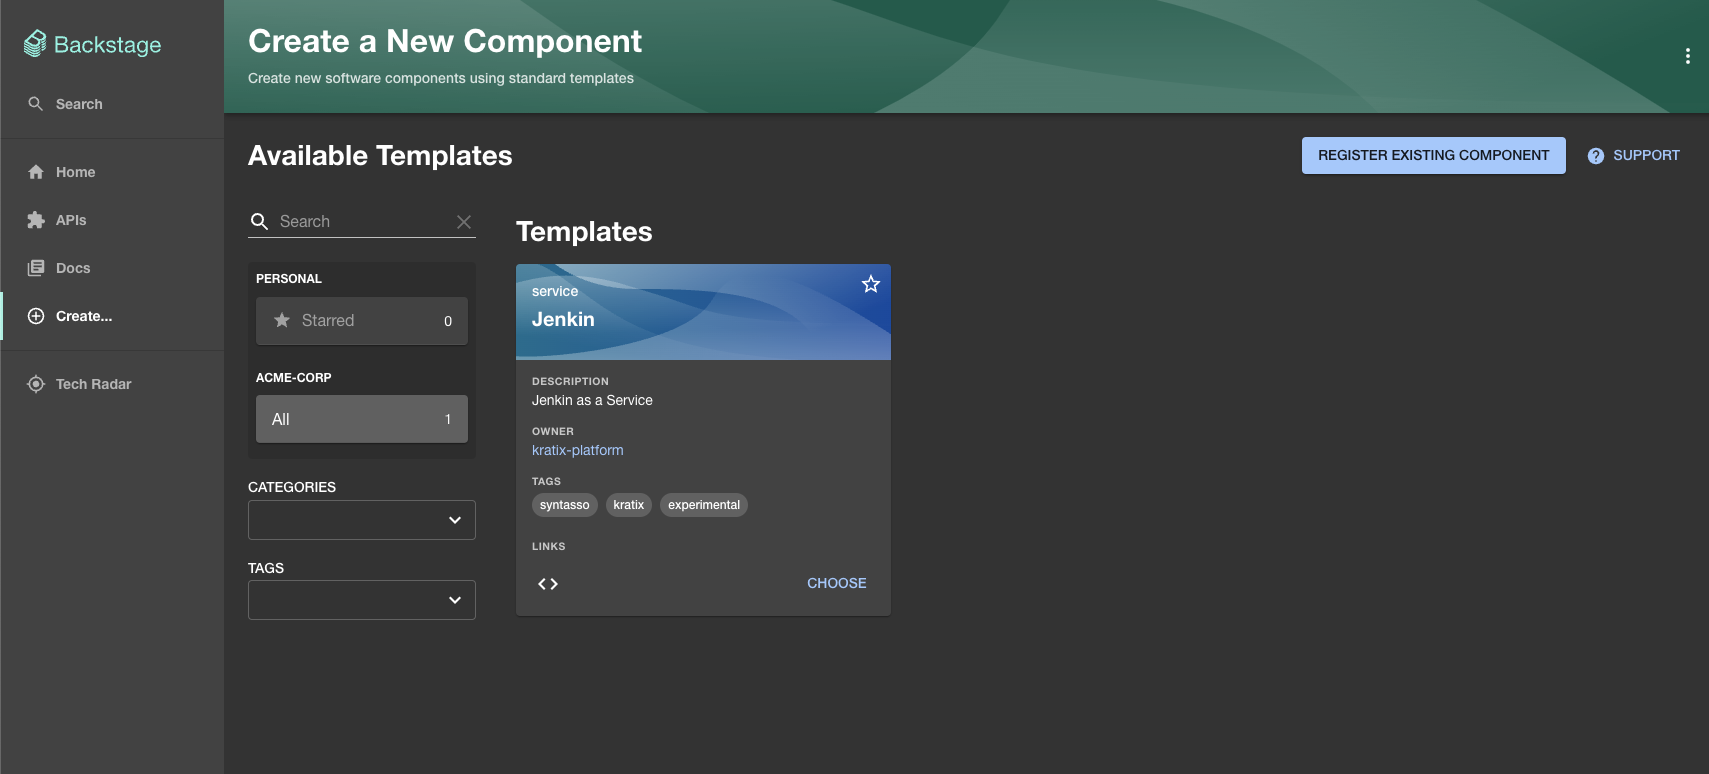 Backstage
Search
Home
APIs
Docs
Create...
Tech Radar
Create a New Component
Create new software components using standard templates
Available Templates
REGISTER EXISTING COMPONENT
SUPPORT
Search
PERSONAL
Starred 0
ACME-CORP
All 1
CATEGORIES
TAGS
Templates
service
Jenkin
DESCRIPTION
Jenkin as a Service
OWNER
kratix-platform
TAGS
syntasso kratix experimental
LINKS
CHOOSE